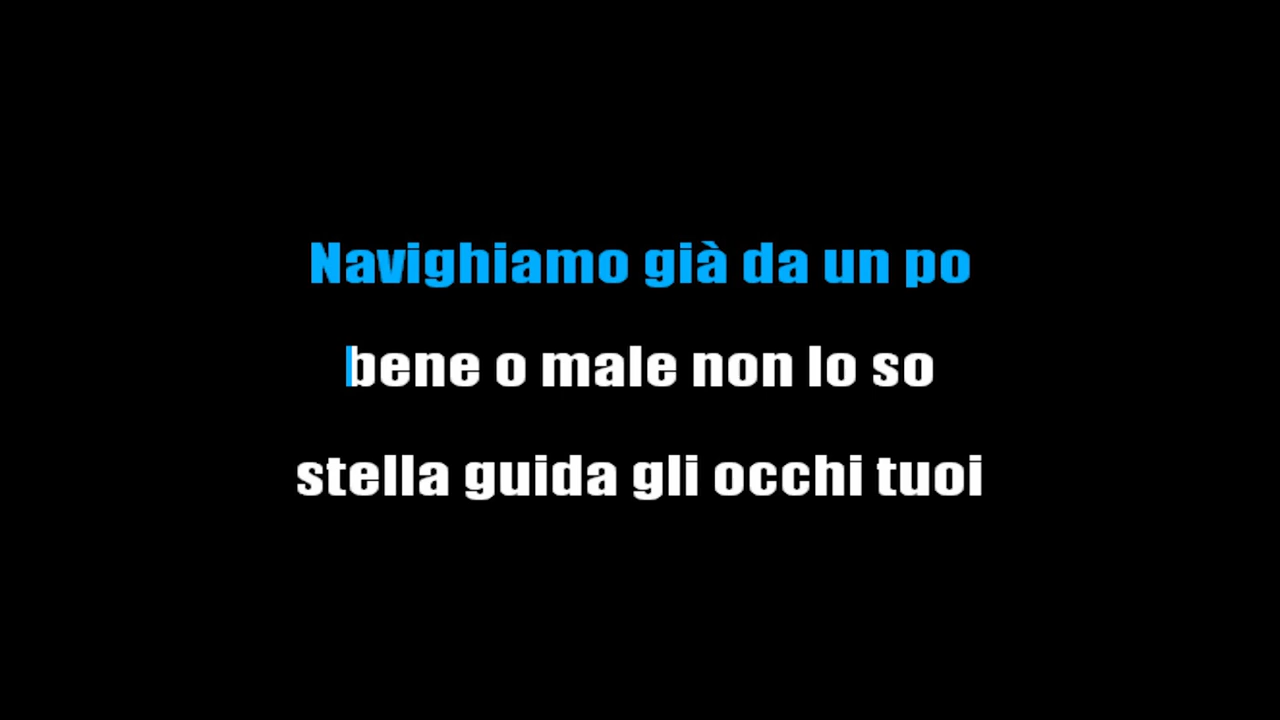 Navighiamo già da un po
bene o male non lo so
stella guida gli occhi tuoi